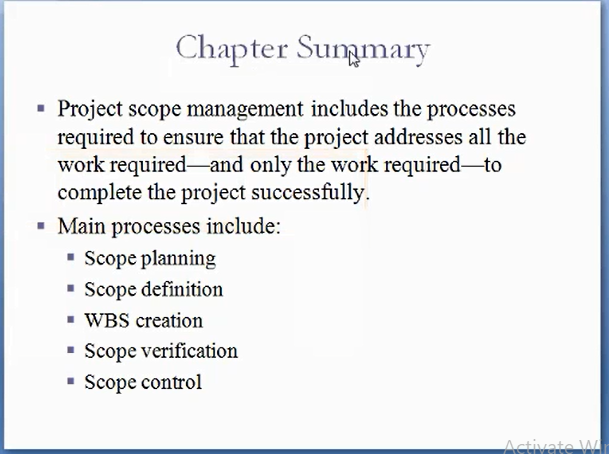 Chapter Summary
▪ Project scope management includes the processes
required to ensure that the project addresses all the
work required—and only the work required—to
complete the project successfully.
▪ Main processes include:
▪ Scope planning
▪ Scope definition
▪ WBS creation
▪ Scope verification
▪ Scope control
Activate